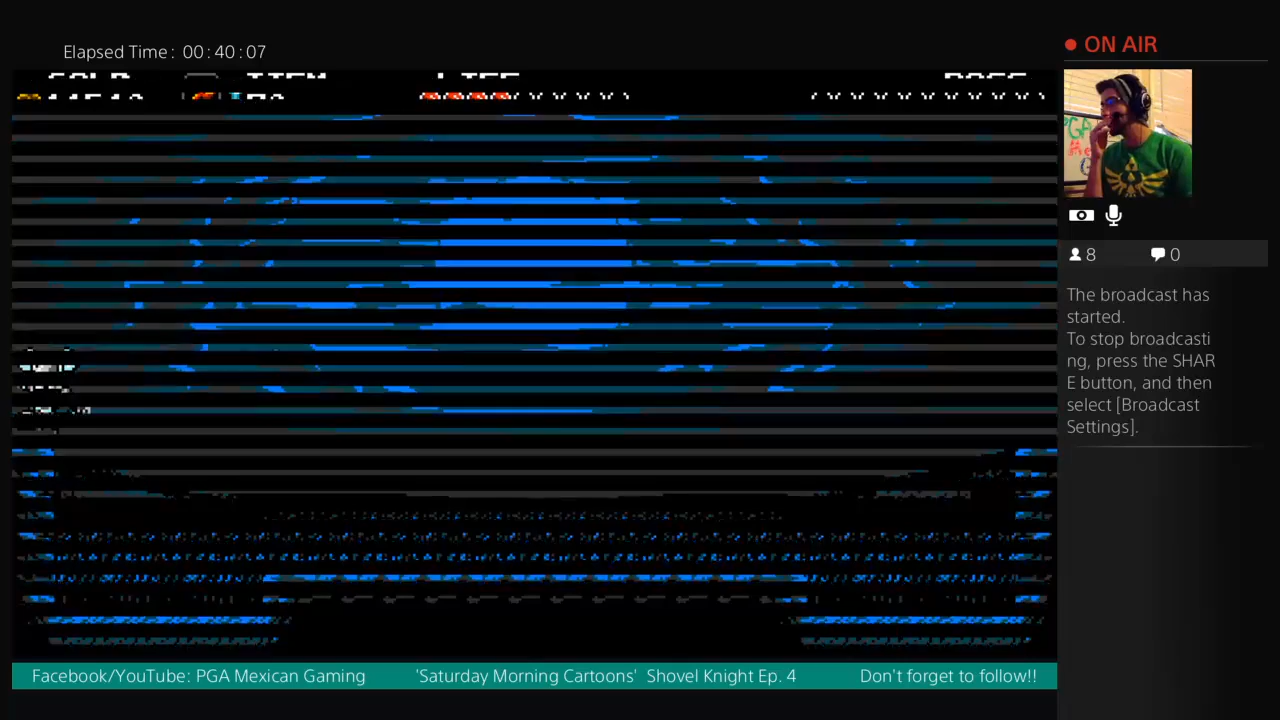 Elapsed Time: 00:40:07
ON AIR
8
0
The broadcast has
started.
To stop broadcasti
ng, press the SHAR
E button, and then
select [Broadcast
Settings].
Facebook/YouTube: PGA Mexican Gaming 'Saturday Morning Cartoons' Shovel Knight Ep. 4 Don't forget to follow!!